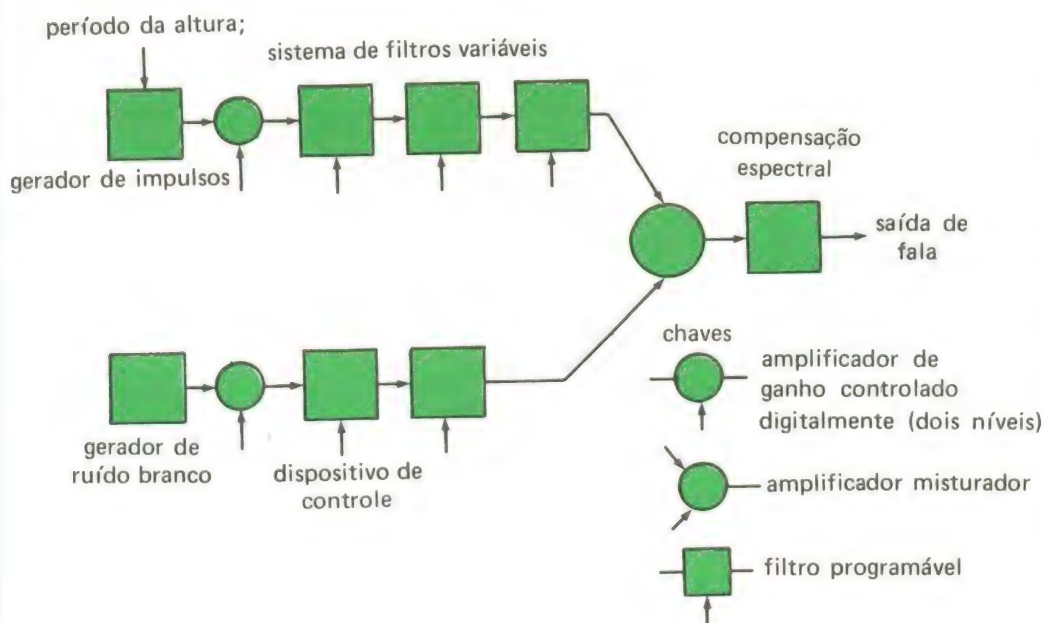 período da altura;
sistema de filtros variáveis
gerador de impulsos
compensação
espectral
saída de
fala
gerador de
ruído branco
dispositivo de
controle
chaves
amplificador de
ganho controlado
digitalmente (dois níveis)
amplificador misturador
filtro programável